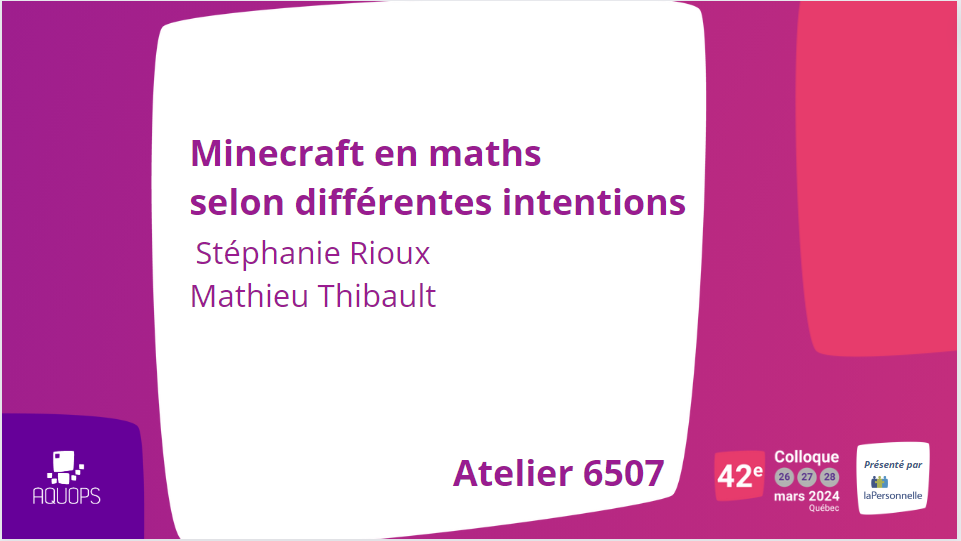 Minecraft en maths
selon différentes intentions
Stéphanie Rioux
Mathieu Thibault
Atelier 6507
AQUOPS
42e
Colloque
26 27 28
mars 2024
Québec
Présenté par
laPersonnelle